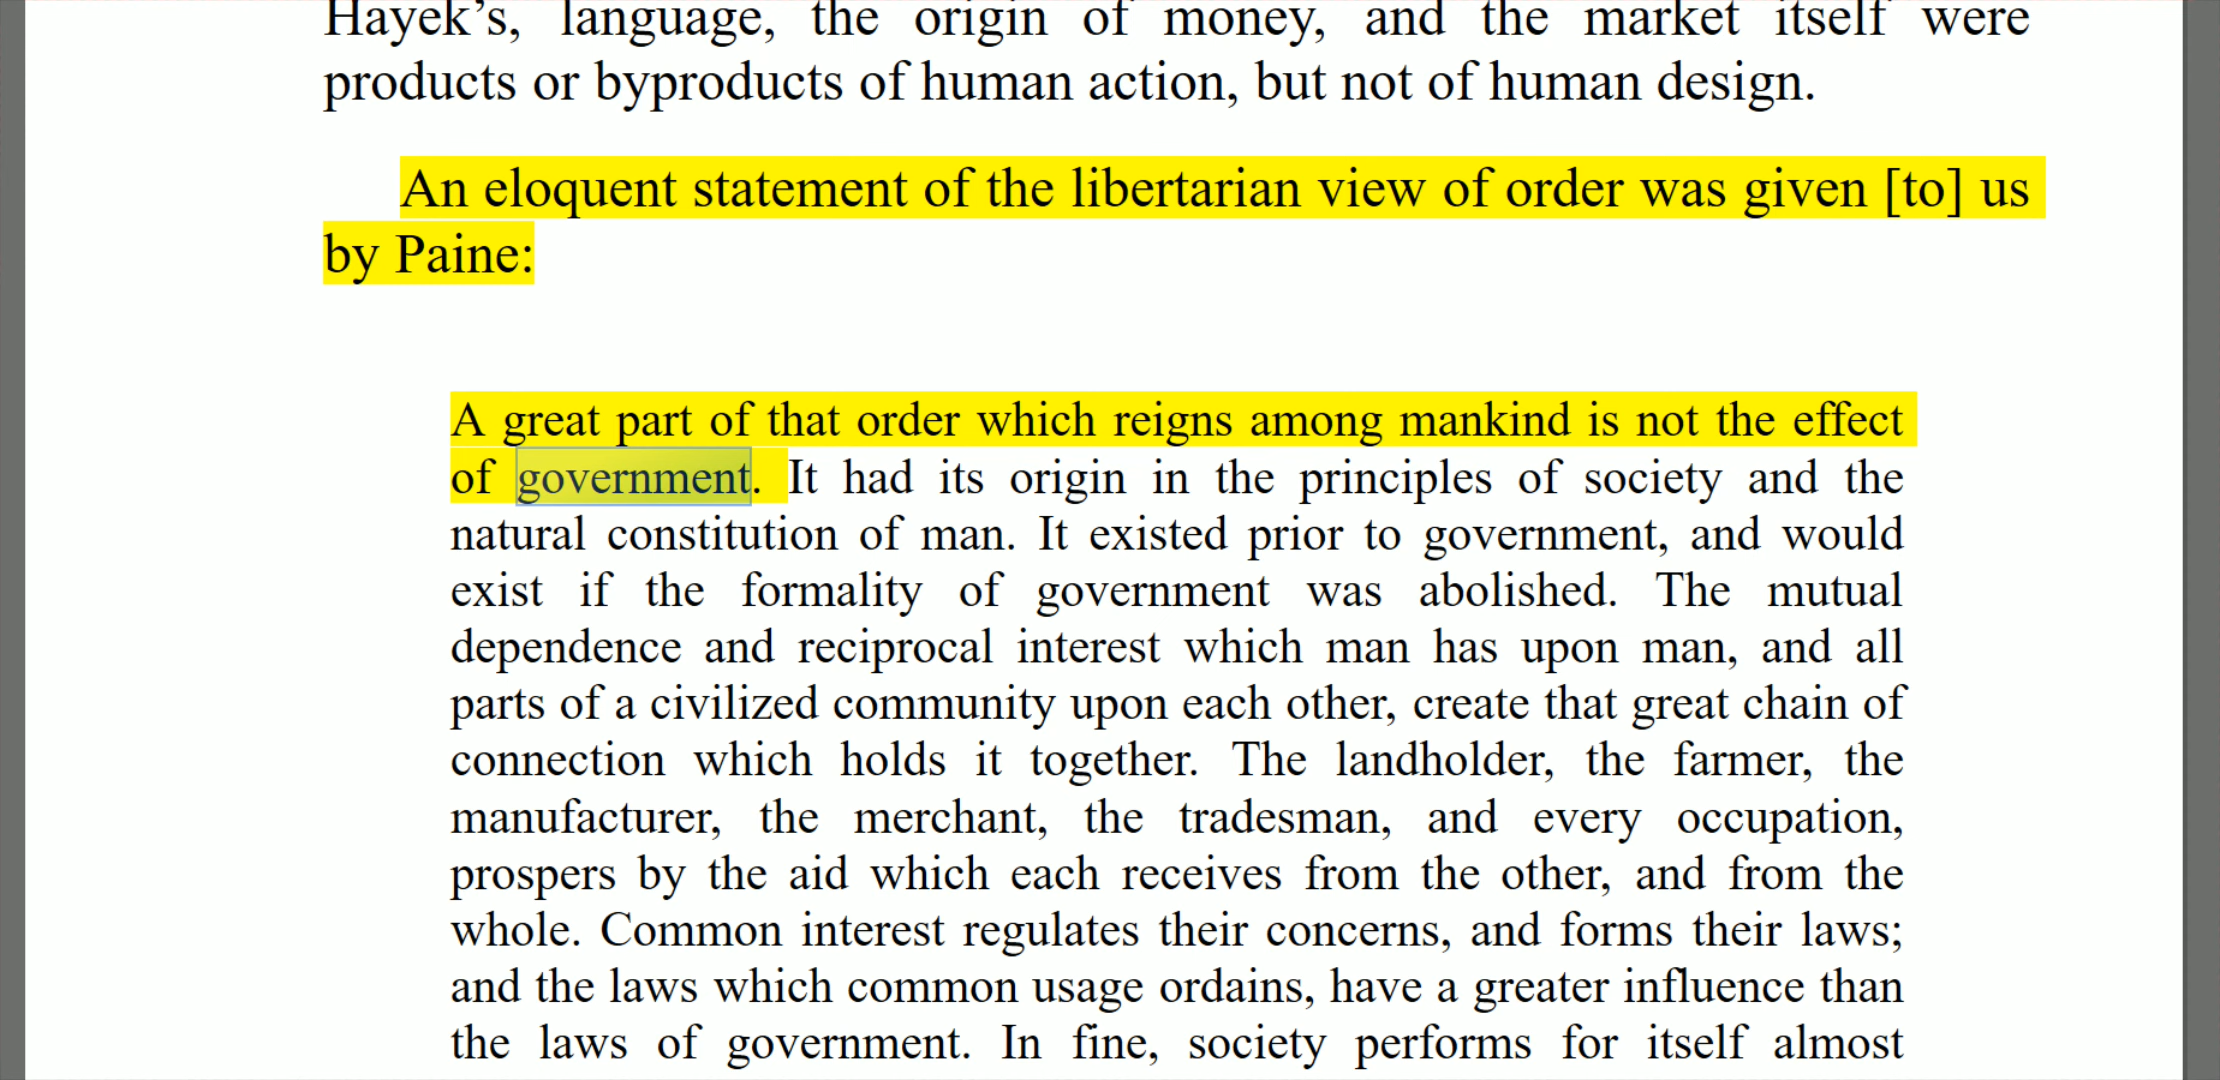 Hayek's, language, the origin of money, and the market itself were
products or byproducts of human action, but not of human design.
An eloquent statement of the libertarian view of order was given [to] us
by Paine:
A great part of that order which reigns among mankind is not the effect
of government. It had its origin in the principles of society and the
natural constitution of man. It existed prior to government, and would
exist if the formality of government was abolished. The mutual
dependence and reciprocal interest which man has upon man, and all
parts of a civilized community upon each other, create that great chain of
connection which holds it together. The landholder, the farmer, the
manufacturer, the merchant, the tradesman, and every occupation,
prospers by the aid which each receives from the other, and from the
whole. Common interest regulates their concerns, and forms their laws;
and the laws which common usage ordains, have a greater influence than
the laws of government. In fine, society performs for itself almost